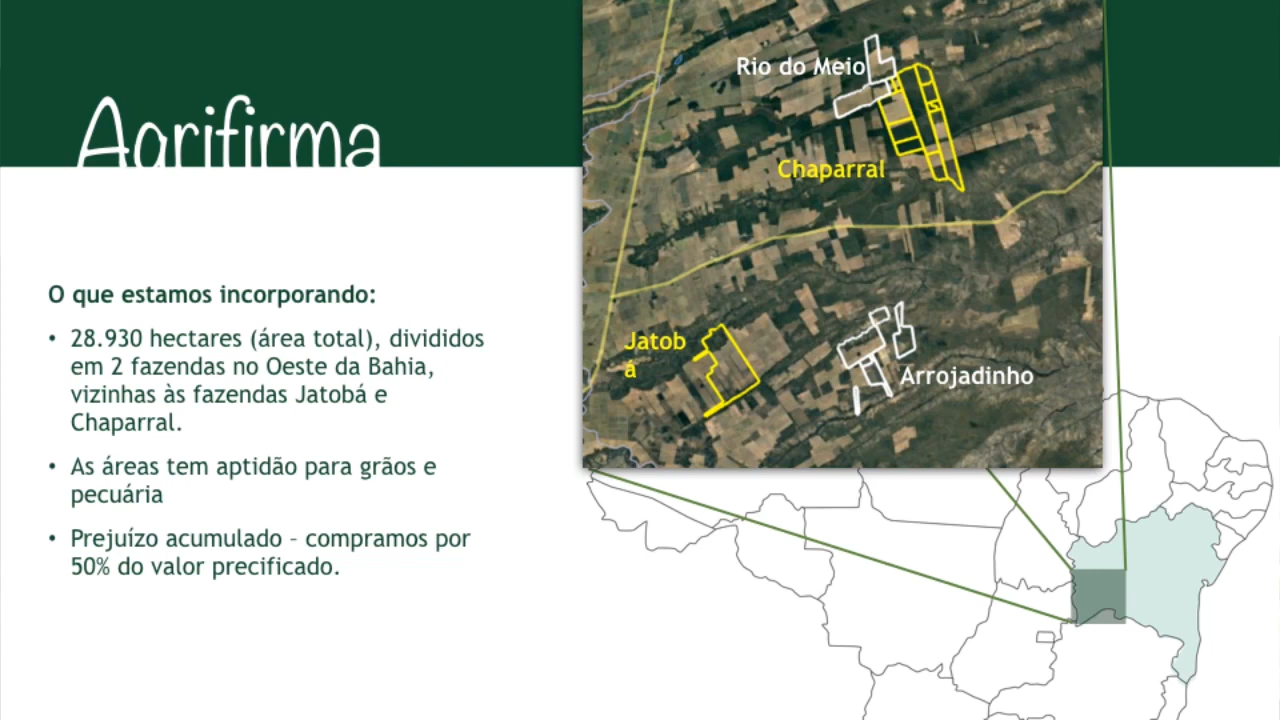 Agrifirma
O que estamos incorporando:
• 28.930 hectares (área total), divididos
em 2 fazendas no Oeste da Bahia,
vizinhas às fazendas Jatobá e
Chaparral.
• As áreas tem aptidão para grãos e
pecuária
• Prejuízo acumulado – compramos por
50% do valor precificado.
Rio do Meio
Chaparral
Jatob
á
Arrojadinho